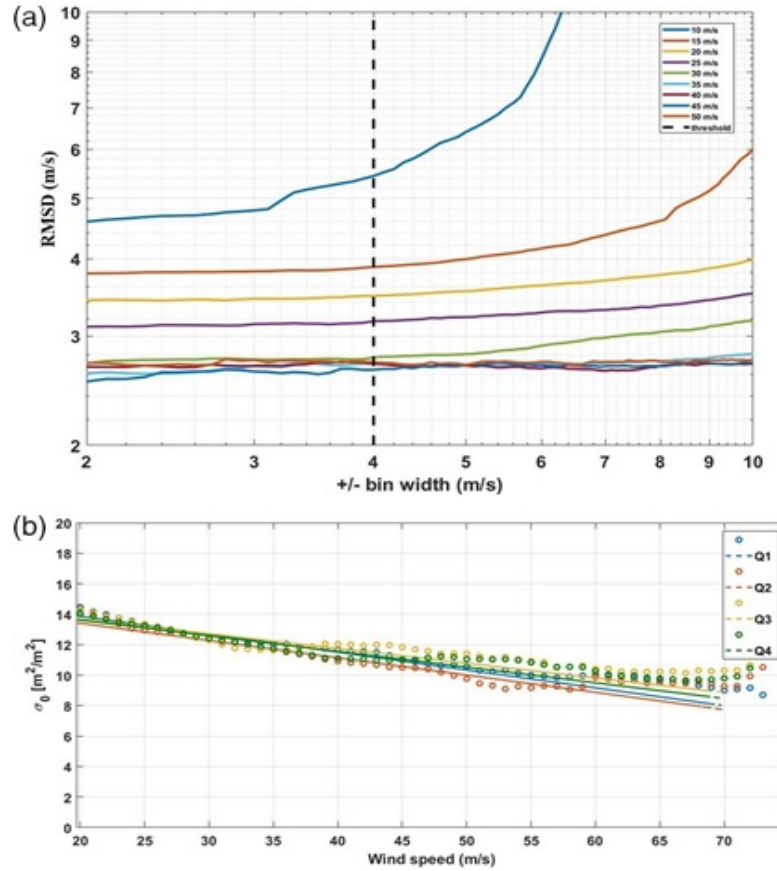 (a)
10
9
8
7
6
5
4
3
2
RMSD (m/s)
2 3 4 5 6 7 8 9 10
+/- bin width (m/s)
10 m/s
15 m/s
20 m/s
25 m/s
30 m/s
35 m/s
40 m/s
45 m/s
50 m/s
threshold
(b)
20
18
16
14
12
10
8
6
4
2
0
σ0 [m²/m²]
20 25 30 35 40 45 50 55 60 65 70
Wind speed (m/s)
Q1
Q2
Q3
Q4